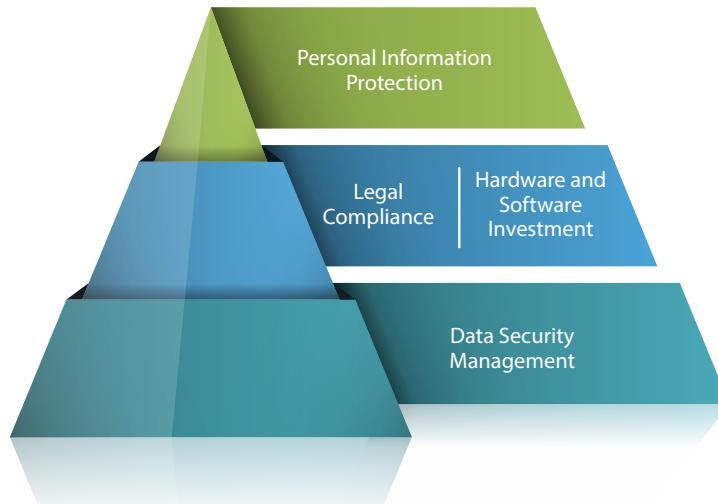 Personal Information
Protection
Legal
Compliance
Hardware and
Software
Investment
Data Security
Management